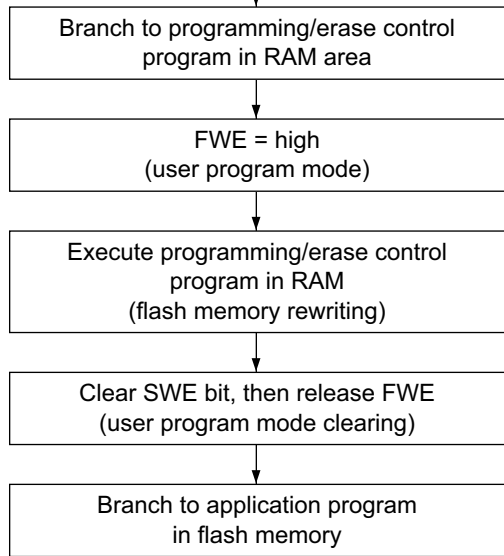 Branch to programming/erase control
program in RAM area
FWE = high
(user program mode)
Execute programming/erase control
program in RAM
(flash memory rewriting)
Clear SWE bit, then release FWE
(user program mode clearing)
Branch to application program
in flash memory